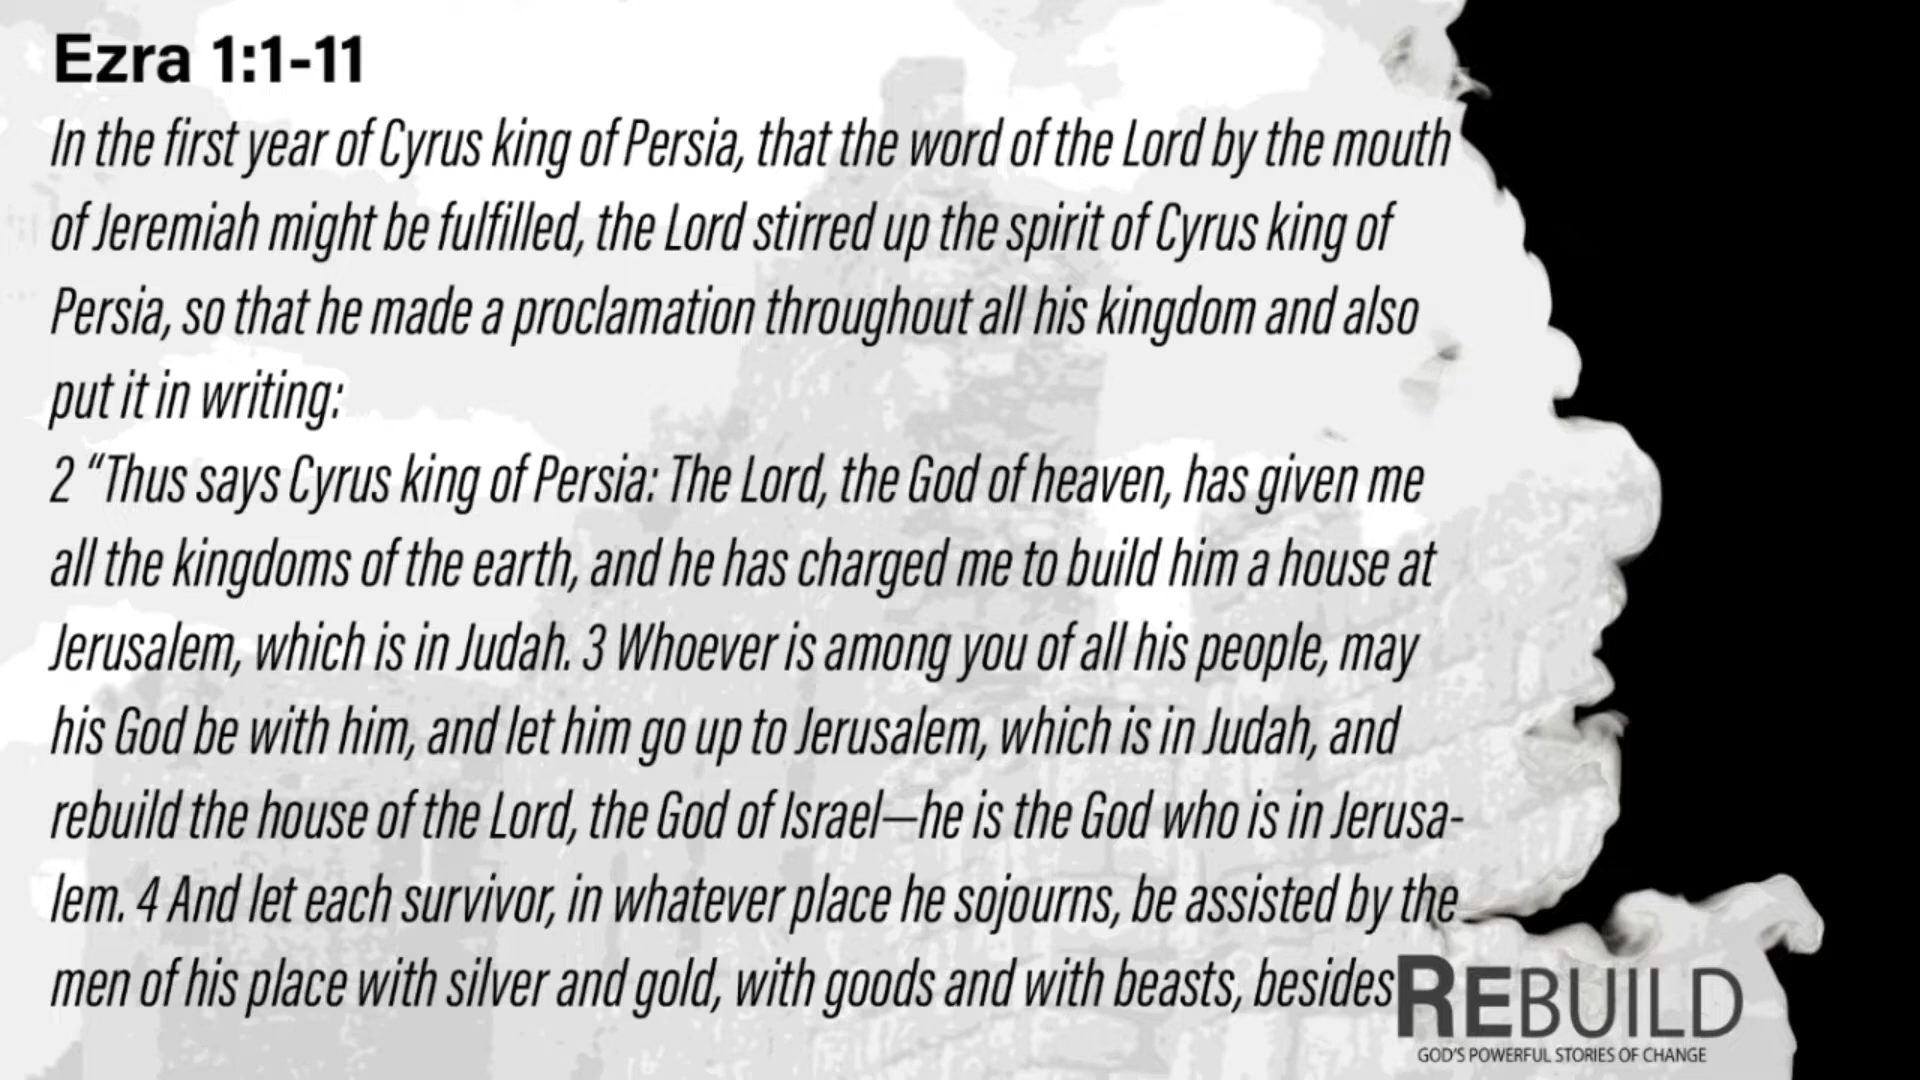 Ezra 1:1-11
In the first year of Cyrus king of Persia, that the word of the Lord by the mouth
of Jeremiah might be fulfilled, the Lord stirred up the spirit of Cyrus king of
Persia, so that he made a proclamation throughout all his kingdom and also
put it in writing:
2 “Thus says Cyrus king of Persia: The Lord, the God of heaven, has given me
all the kingdoms of the earth, and he has charged me to build him a house at
Jerusalem, which is in Judah. 3 Whoever is among you of all his people, may
his God be with him, and let him go up to Jerusalem, which is in Judah, and
rebuild the house of the Lord, the God of Israel—he is the God who is in Jerusa-
lem. 4 And let each survivor, in whatever place he sojourns, be assisted by the
men of his place with silver and gold, with goods and with beasts, besides
REBUILD
GOD'S POWERFUL STORIES OF CHANGE